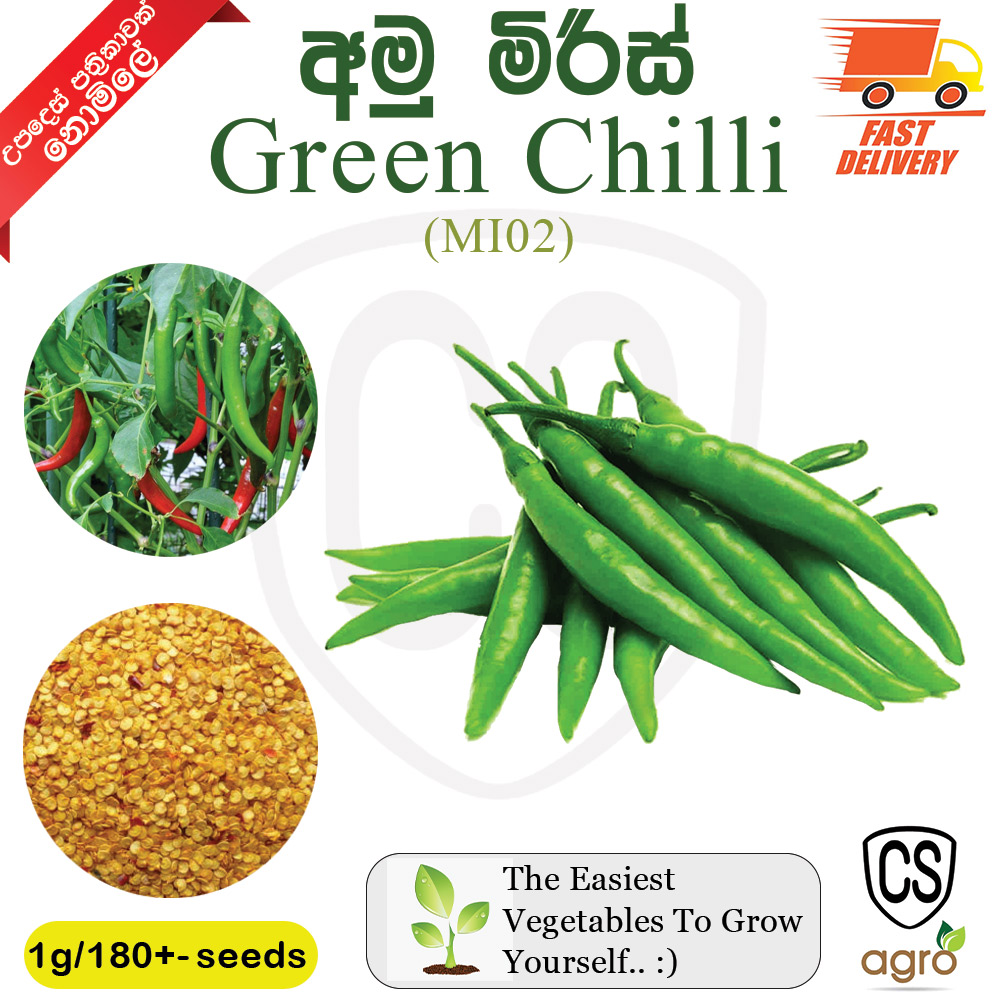 උපදෙස් පත්‍රිකාවක්
නොමිලේ
අමු මිරිස්
Green Chilli
(MI02)
FAST
DELIVERY
CS
1g/180+- seeds
The Easiest
Vegetables To Grow
Yourself.. :)
CS
agro